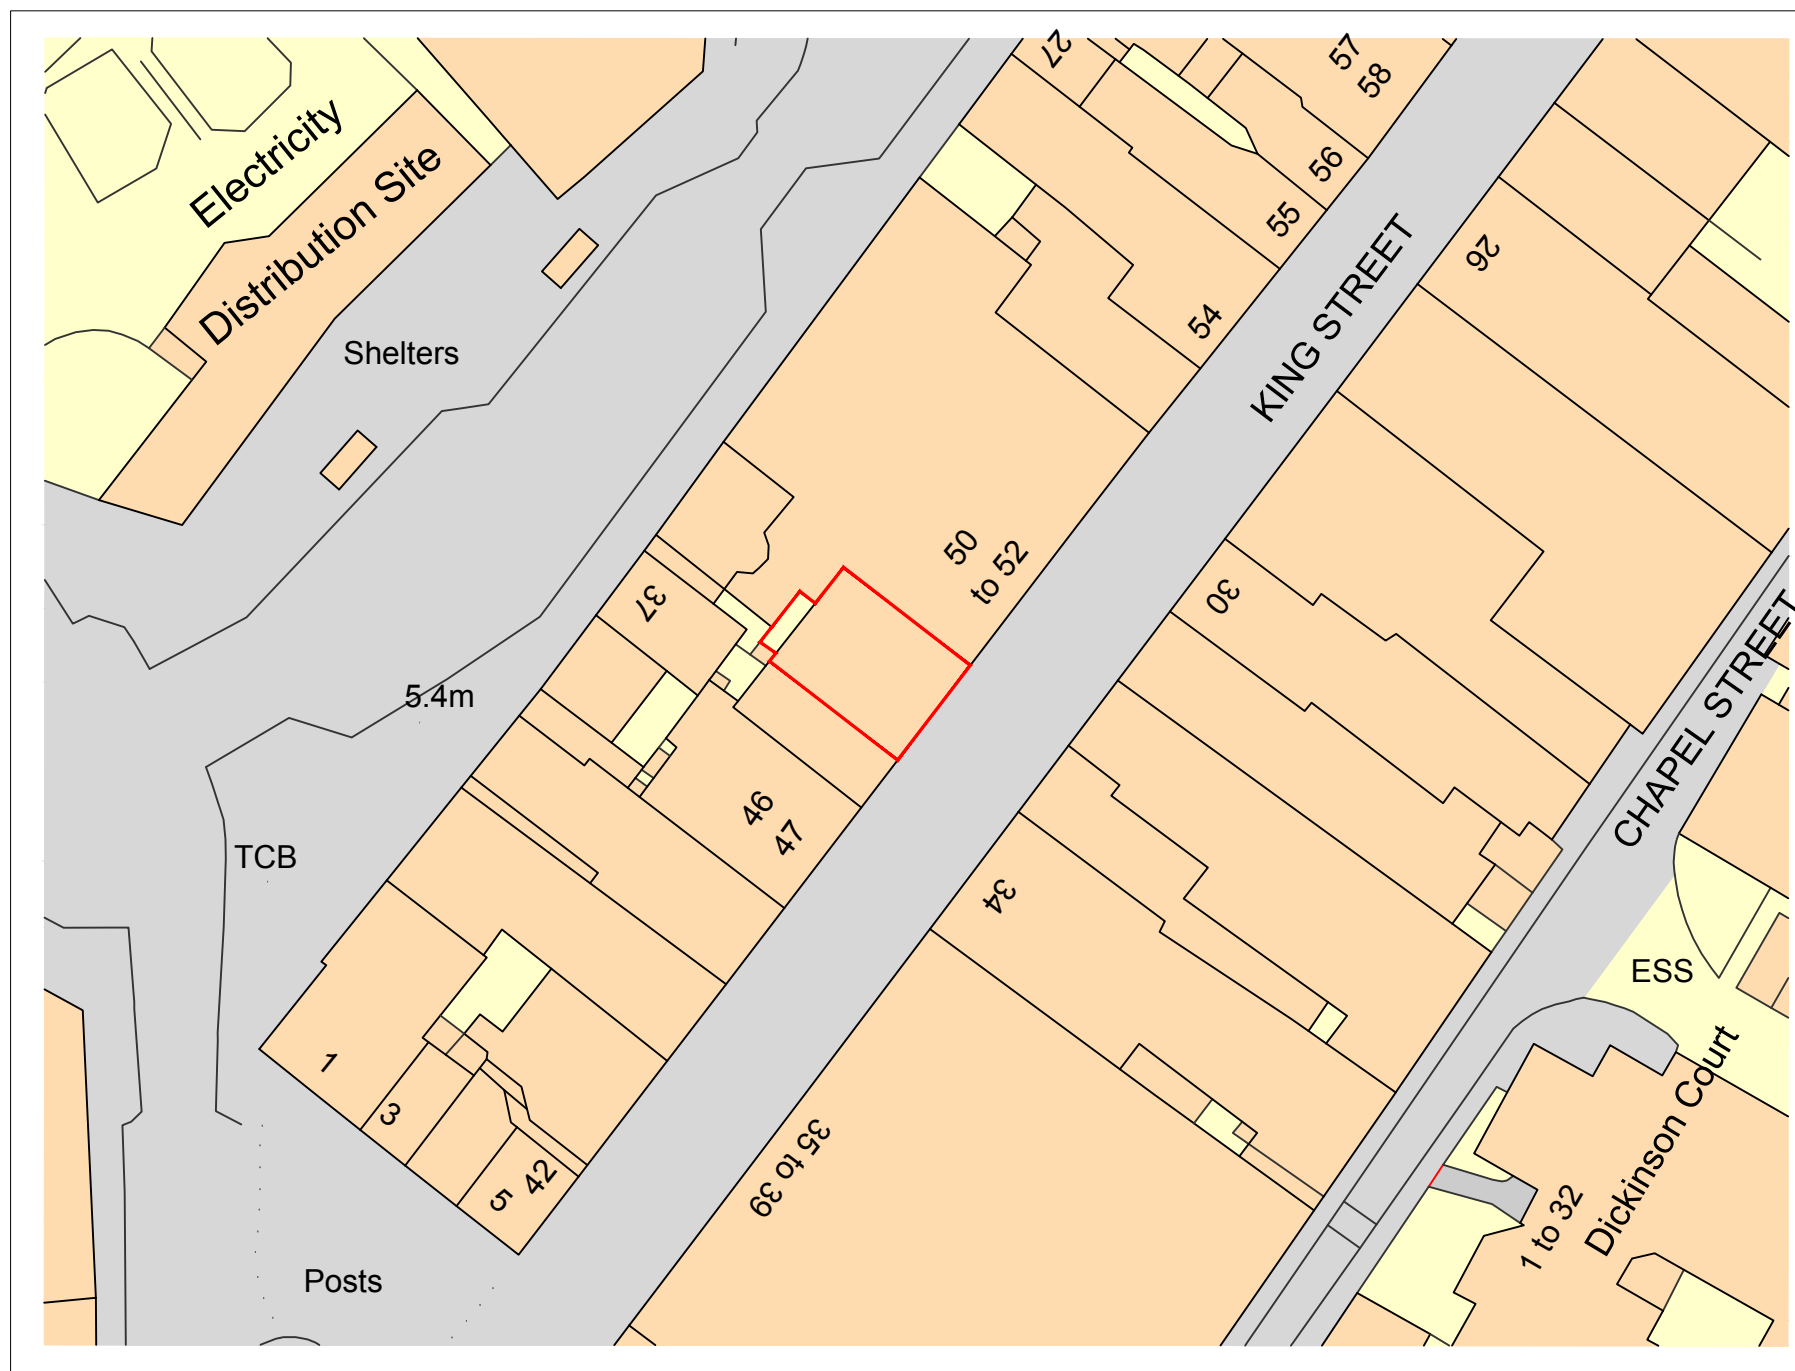 27
57
58
Electricity
Distribution Site
56
55
26
54
KING STREET
Shelters
50
to 52
37
30
CHAPEL STREET
5.4m
46
47
TCB
34
ESS
1
3
5
42
35 to 39
Dickinson Court
1 to 32
Posts